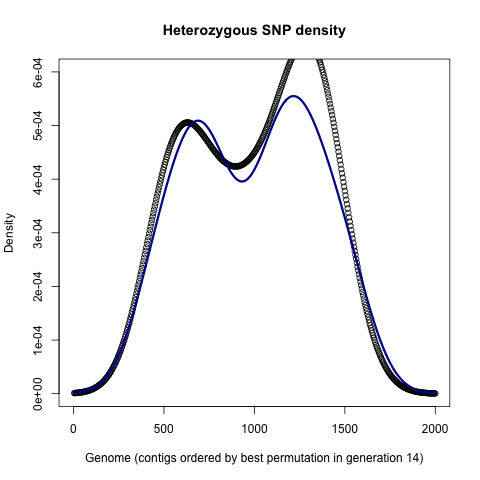 Heterozygous SNP density
6e-04
5e-04
4e-04
3e-04
2e-04
1e-04
0e+00
Density
0 500 1000 1500 2000
Genome (contigs ordered by best permutation in generation 14)